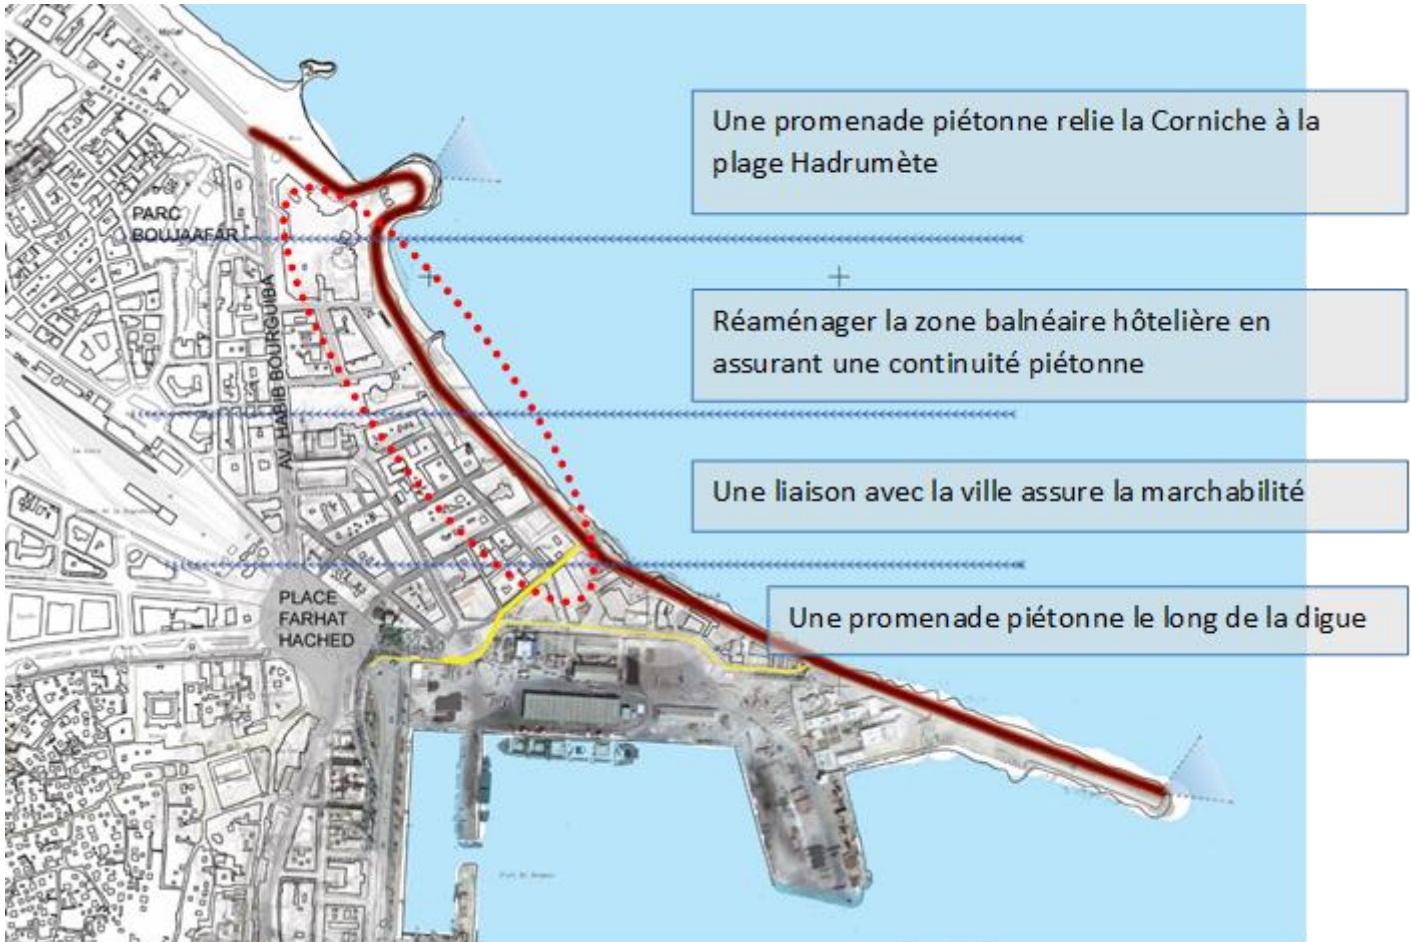 Une promenade piétonne relie la Corniche à la
plage Hadrumète
PARC
BOUJAAFAR
AV HABIB BOURGUIBA
Réaménager la zone balnéaire hôtelière en
assurant une continuité piétonne
Une liaison avec la ville assure la marchabilité
PLACE
FARHAT
HACHED
Une promenade piétonne le long de la digue